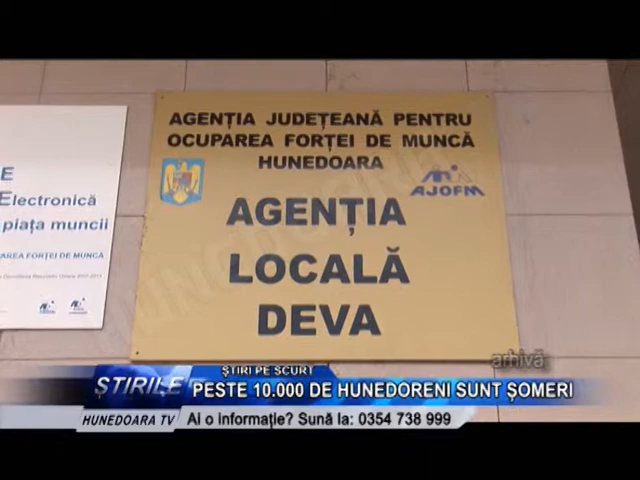 AGENȚIA JUDEȚEANĂ PENTRU
OCUPAREA FORȚEI DE MUNCĂ
HUNEDOARA
AJOFM
AGENȚIA
LOCALĂ
DEVA
E
Electronică
piața muncii
AREA FORȚEI DE MUNCĂ
arhivă
ȘTIRI PE SCURT
ȘTIRILE
PESTE 10.000 DE HUNEDORENI SUNT ȘOMERI
HUNEDOARA TV
Ai o informație? Sună la: 0354 738 999